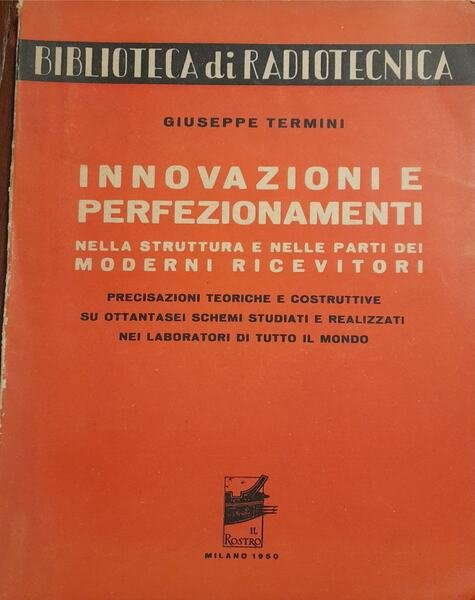 BIBLIOTECA di RADIOTECNICA
GIUSEPPE TERMINI
INNOVAZIONI E
PERFEZIONAMENTI
NELLA STRUTTURA E NELLE PARTI DEI
MODERNI RICEVITORI
PRECISAZIONI TEORICHE E COSTRUTTIVE
SU OTTANTASEI SCHEMI STUDIATI E REALIZZATI
NEI LABORATORI DI TUTTO IL MONDO
IL
ROSTRO
MILANO 1950